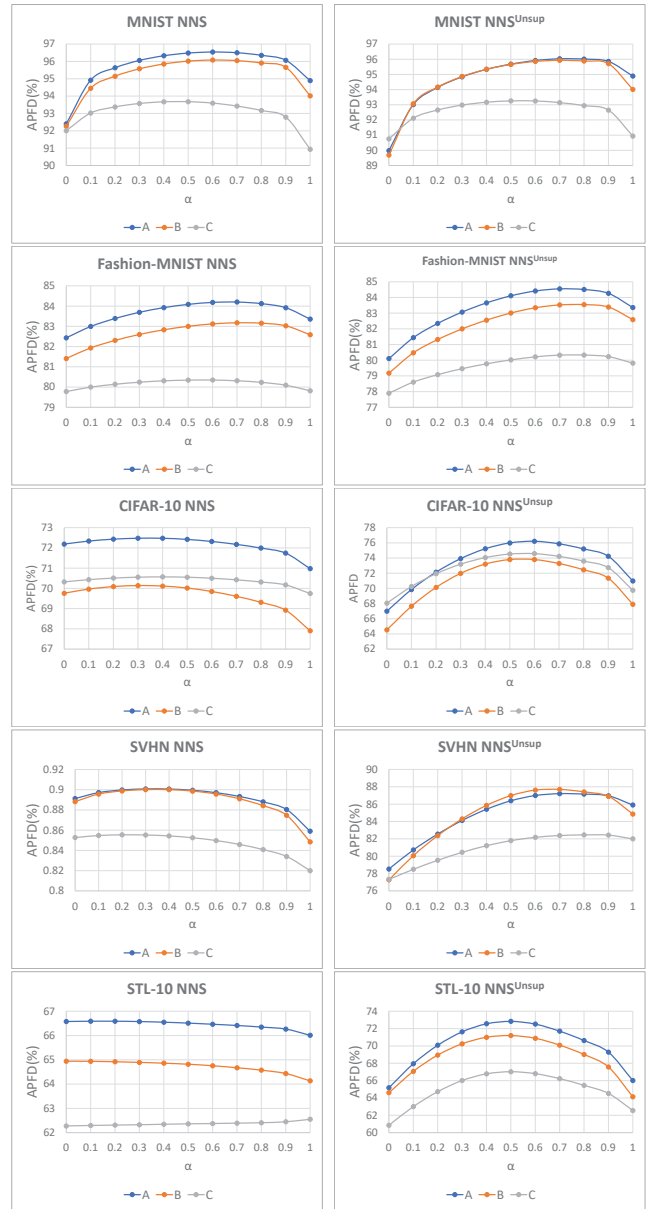 MNIST NNS
APFD(%)
97
96
95
94
93
92
91
90
0 0.1 0.2 0.3 0.4 0.5 0.6 0.7 0.8 0.9 1
α
A B C
MNIST NNSUnsup
APFD(%)
96
95
94
93
92
91
90
89
0 0.1 0.2 0.3 0.4 0.5 0.6 0.7 0.8 0.9 1
α
A B C
Fashion-MNIST NNS
APFD(%)
85
84
83
82
81
80
79
0 0.1 0.2 0.3 0.4 0.5 0.6 0.7 0.8 0.9 1
α
A B C
Fashion-MNIST NNSUnsup
APFD(%)
85
84
83
82
81
80
79
78
77
0 0.1 0.2 0.3 0.4 0.5 0.6 0.7 0.8 0.9 1
α
A B C
CIFAR-10 NNS
APFD(%)
73
72
71
70
69
68
67
0 0.1 0.2 0.3 0.4 0.5 0.6 0.7 0.8 0.9 1
α
A B C
CIFAR-10 NNSUnsup
APFD
78
76
74
72
70
68
66
64
62
0 0.1 0.2 0.3 0.4 0.5 0.6 0.7 0.8 0.9 1
α
A B C
SVHN NNS
APFD(%)
0.92
0.9
0.88
0.86
0.84
0.82
0.8
0 0.1 0.2 0.3 0.4 0.5 0.6 0.7 0.8 0.9 1
α
A B C
SVHN NNSUnsup
APFD(%)
90
88
86
84
82
80
78
76
0 0.1 0.2 0.3 0.4 0.5 0.6 0.7 0.8 0.9 1
α
A B C
STL-10 NNS
APFD(%)
67
66
65
64
63
62
0 0.1 0.2 0.3 0.4 0.5 0.6 0.7 0.8 0.9 1
α
A B C
STL-10 NNSUnsup
APFD(%)
74
72
70
68
66
64
62
60
0 0.1 0.2 0.3 0.4 0.5 0.6 0.7 0.8 0.9 1
α
A B C